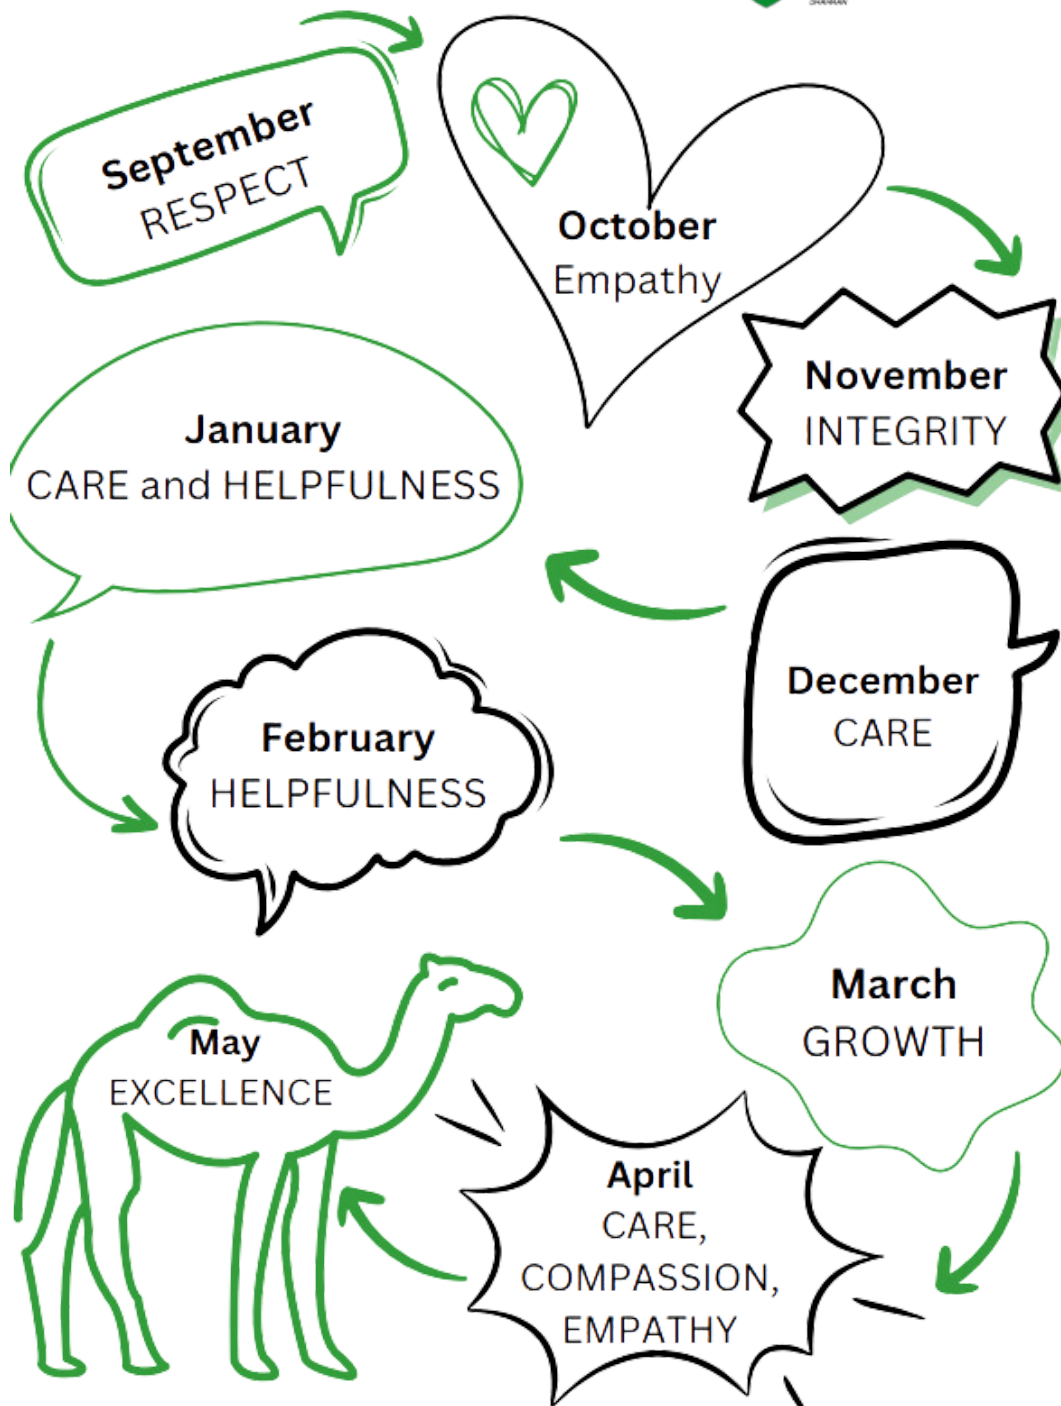 September
RESPECT
October
Empathy
November
INTEGRITY
December
CARE
January
CARE and HELPFULNESS
February
HELPFULNESS
March
GROWTH
April
CARE,
COMPASSION,
EMPATHY
May
EXCELLENCE